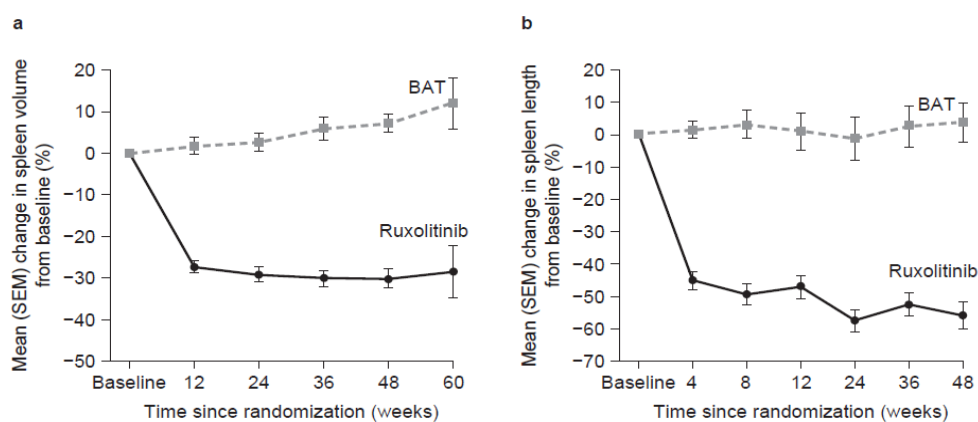 a
Mean (SEM) change in spleen volume
from baseline (%)
20
10
0
−10
−20
−30
−40
−50
BAT
Ruxolitinib
Baseline 12 24 36 48 60
Time since randomization (weeks)
b
Mean (SEM) change in spleen length
from baseline (%)
20
10
0
−10
−20
−30
−40
−50
−60
−70
BAT
Ruxolitinib
Baseline 4 8 12 24 36 48
Time since randomization (weeks)